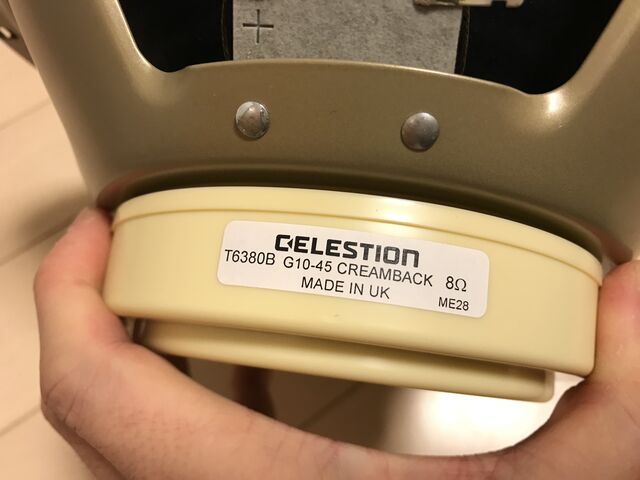 +
CELESTION
T6380B G10-45 CREAMBACK 8Ω
MADE IN UK ME28